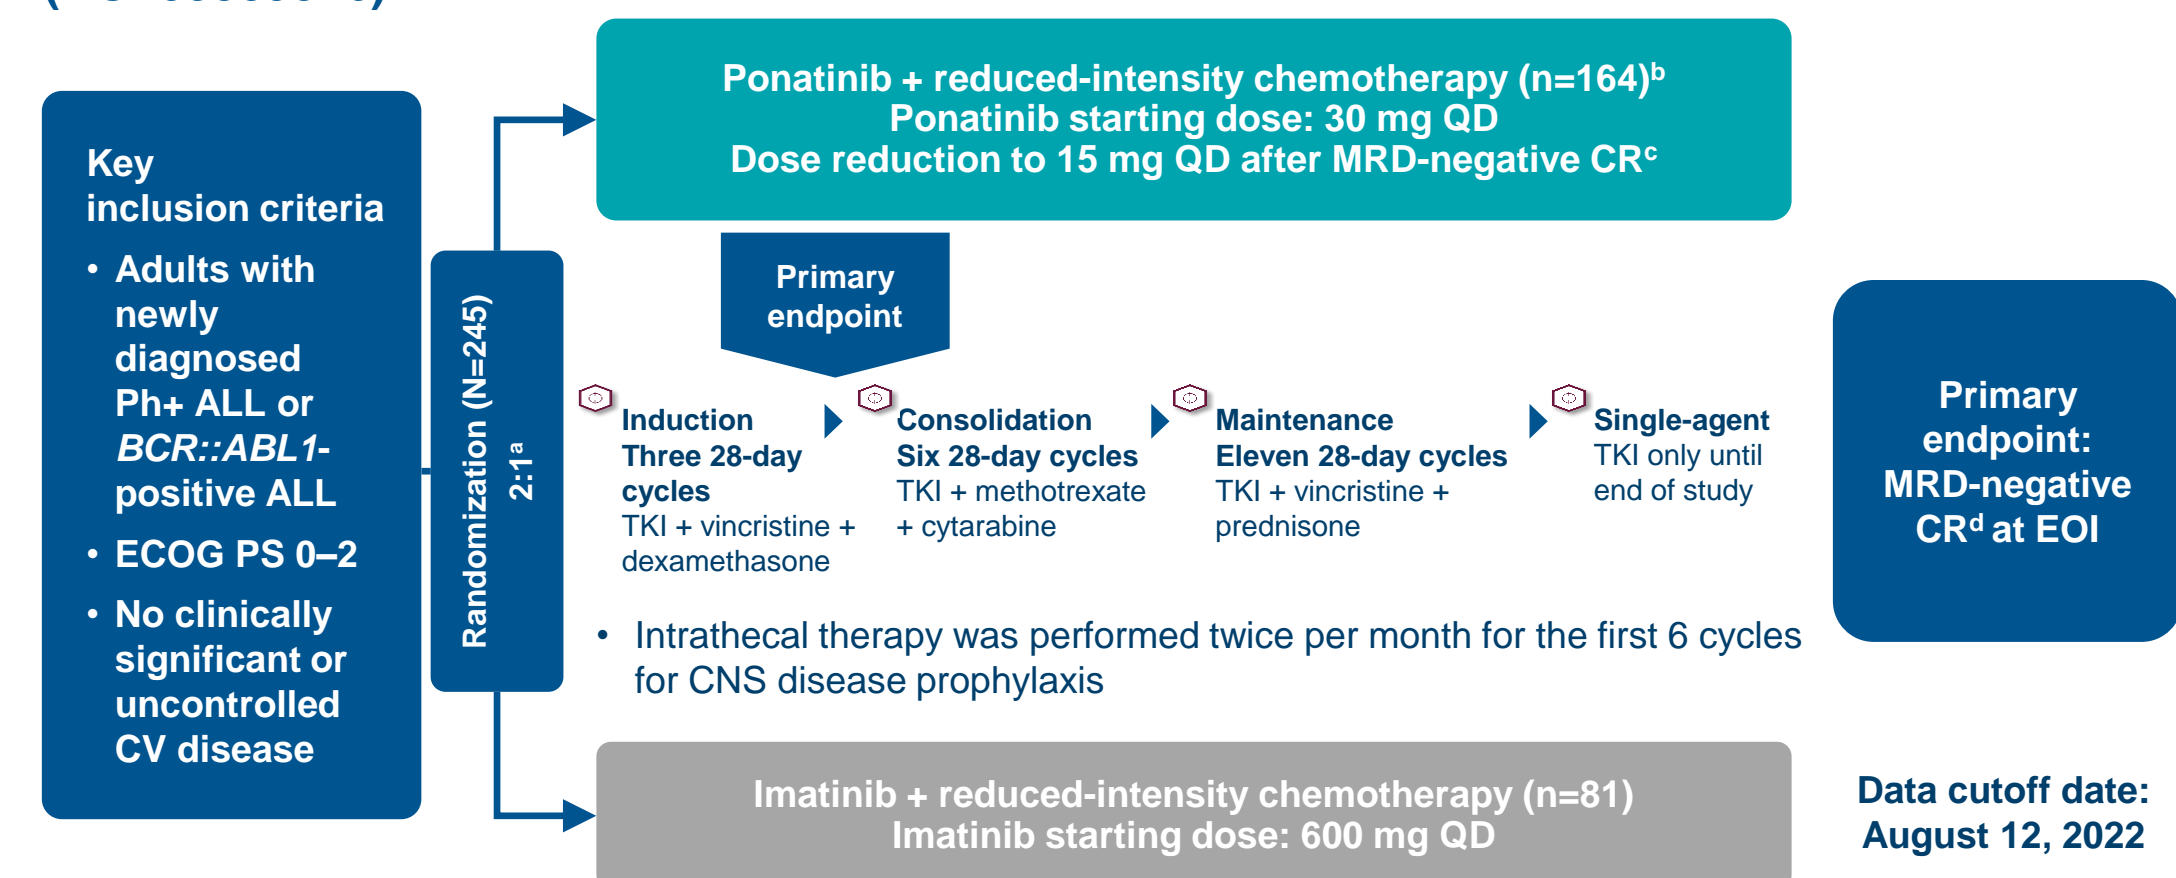 Key
inclusion criteria
• Adults with
newly
diagnosed
Ph+ ALL or
BCR::ABL1-
positive ALL
• ECOG PS 0–2
• No clinically
significant or
uncontrolled
CV disease
Randomization (N=245)
2:1ᵃ
Ponatinib + reduced-intensity chemotherapy (n=164)ᵇ
Ponatinib starting dose: 30 mg QD
Dose reduction to 15 mg QD after MRD-negative CRᶜ
Primary
endpoint
Induction
Three 28-day
cycles
TKI + vincristine +
dexamethasone
Consolidation
Six 28-day cycles
TKI + methotrexate
+ cytarabine
Maintenance
Eleven 28-day cycles
TKI + vincristine +
prednisone
Single-agent
TKI only until
end of study
• Intrathecal therapy was performed twice per month for the first 6 cycles
for CNS disease prophylaxis
Imatinib + reduced-intensity chemotherapy (n=81)
Imatinib starting dose: 600 mg QD
Primary
endpoint:
MRD-negative
CRᵈ at EOI
Data cutoff date:
August 12, 2022